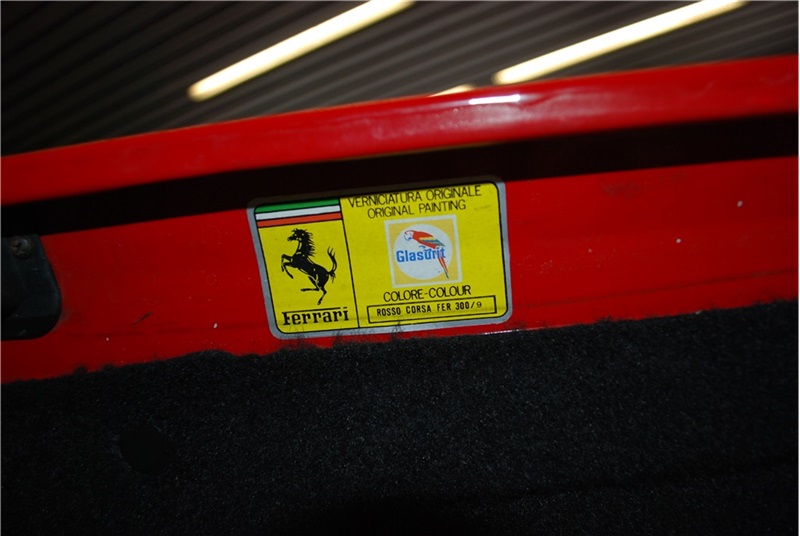 VERNICIATURA ORIGINALE
ORIGINAL PAINTING
Glasurit
COLORE-COLOUR
ROSSO CORSA FER 300/9
Ferrari